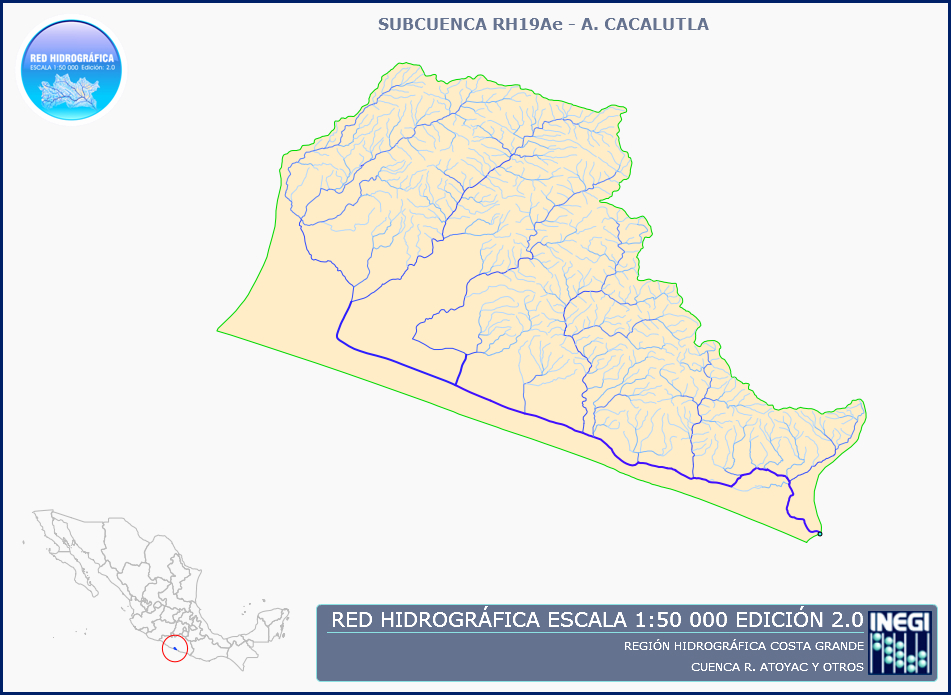 SUBCUENCA RH19Ae - A. CACALUTLA
RED HIDROGRÁFICA
ESCALA 1:50 000 Edición: 2.0
RED HIDROGRÁFICA ESCALA 1:50 000 EDICIÓN 2.0
REGIÓN HIDROGRÁFICA COSTA GRANDE
CUENCA R. ATOYAC Y OTROS
INEGI